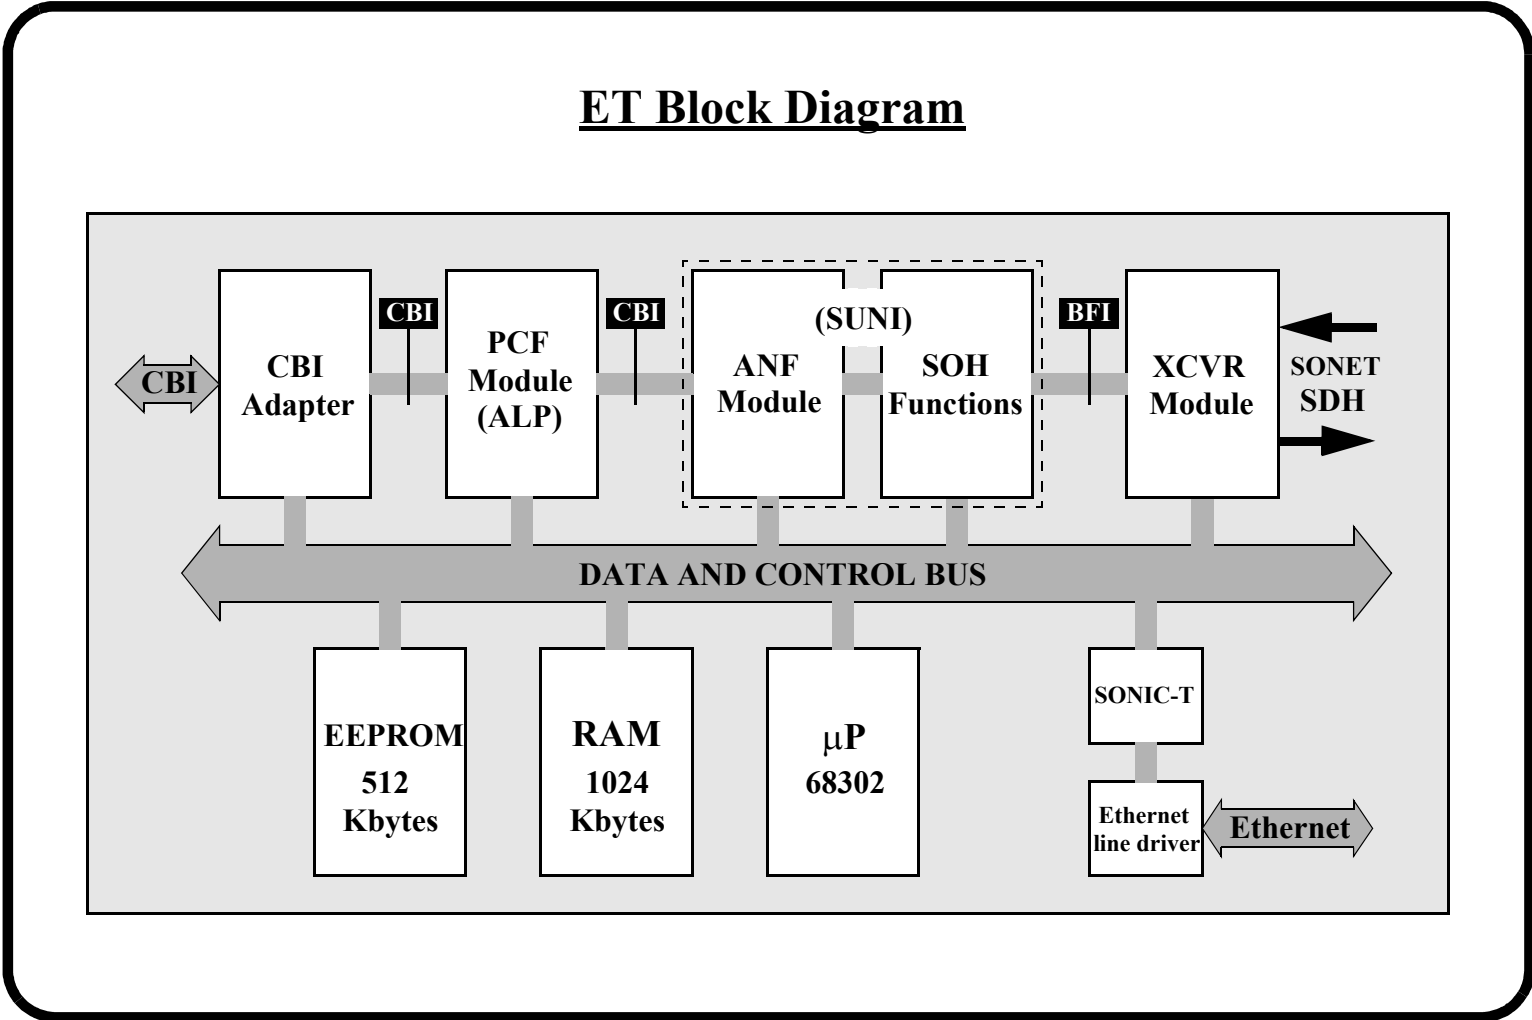 ET Block Diagram
CBI
CBI
Adapter
CBI
PCF
Module
(ALP)
CBI
(SUNI)
ANF
Module
SOH
Functions
BFI
XCVR
Module
SONET
SDH
DATA AND CONTROL BUS
EEPROM
512
Kbytes
RAM
1024
Kbytes
μP
68302
SONIC-T
Ethernet
line driver
Ethernet